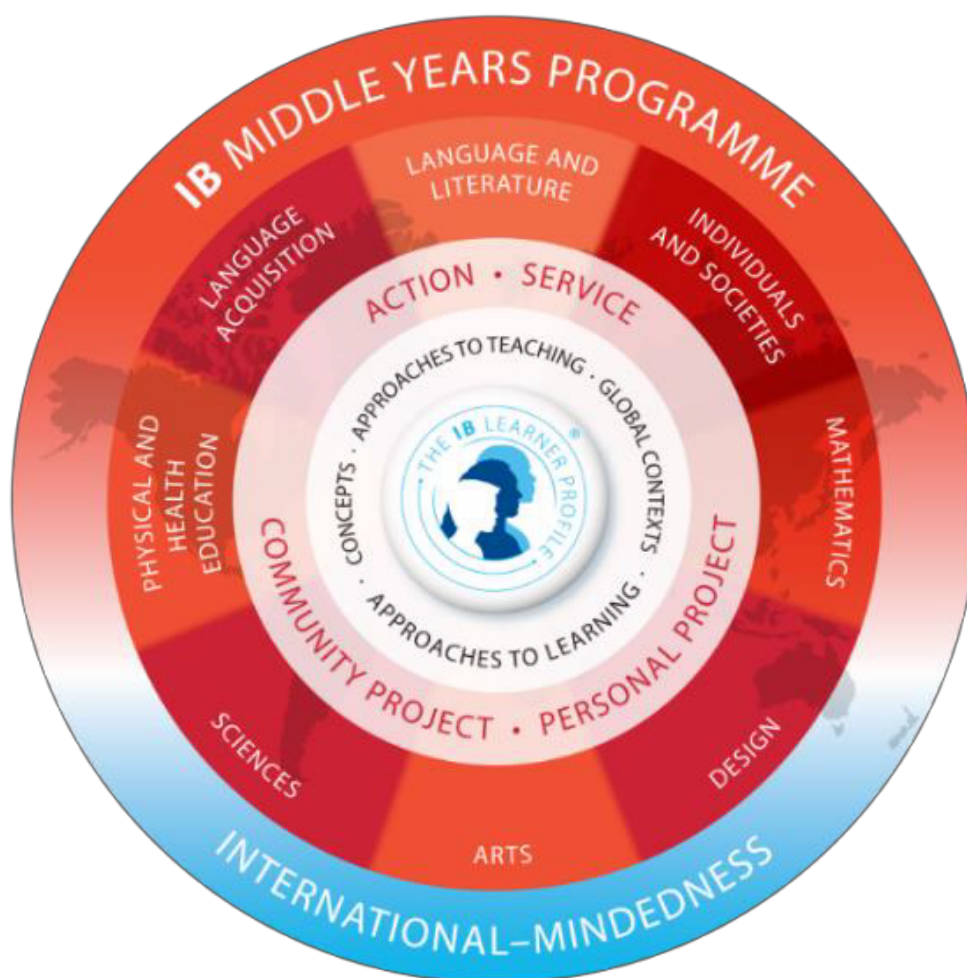 IB MIDDLE YEARS PROGRAMME
LANGUAGE AND
LITERATURE
INDIVIDUALS
AND SOCIETIES
MATHEMATICS
DESIGN
ARTS
SCIENCES
PHYSICAL AND
HEALTH
EDUCATION
LANGUAGE
ACQUISITION
ACTION · SERVICE
PERSONAL PROJECT
·
COMMUNITY PROJECT
APPROACHES TO TEACHING · GLOBAL CONTEXTS · APPROACHES TO LEARNING · CONCEPTS ·
· THE IB LEARNER PROFILE ·
®
INTERNATIONAL–MINDEDNESS